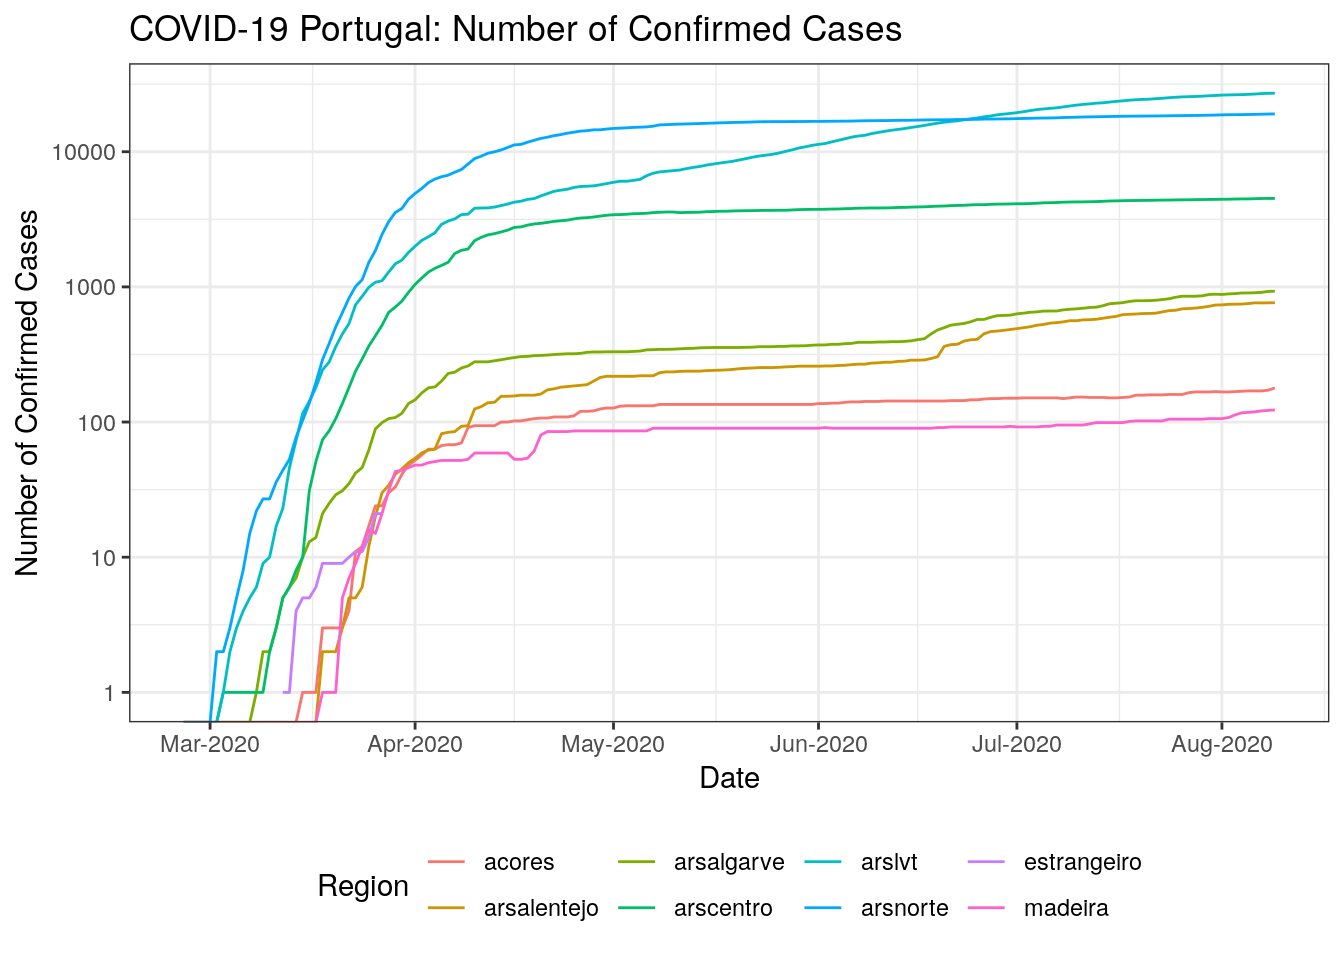 COVID-19 Portugal: Number of Confirmed Cases
Number of Confirmed Cases
10000
1000
100
10
1
Mar-2020 Apr-2020 May-2020 Jun-2020 Jul-2020 Aug-2020
Date
Region
acores arsalgarve arslvt estrangeiro
arsalentejo arscentro arsnorte madeira